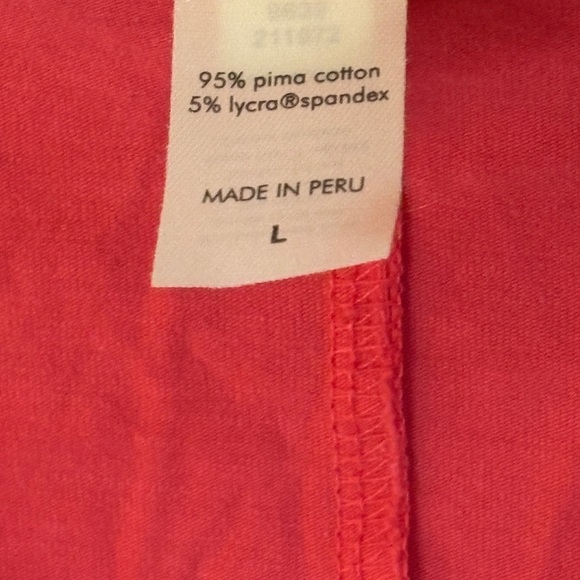 95% pima cotton
5% lycra®spandex
MADE IN PERU
L